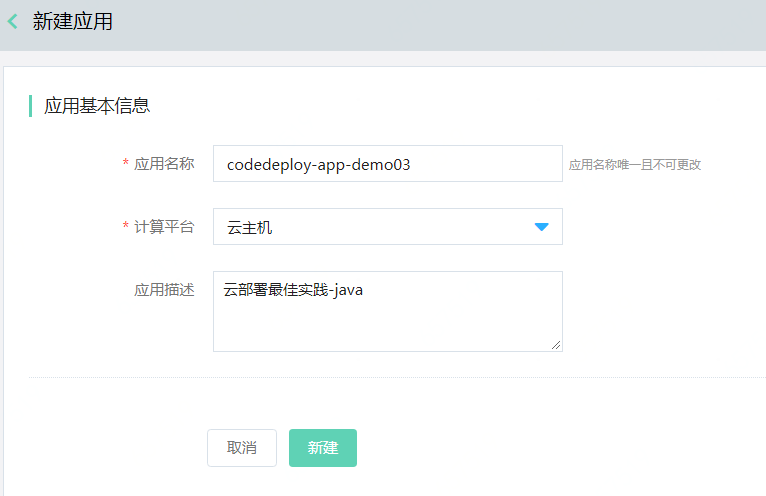 新建应用
应用基本信息
* 应用名称 codedeploy-app-demo03 应用名称唯一且不可更改
* 计算平台 云主机
应用描述 云部署最佳实践-java
取消 新建